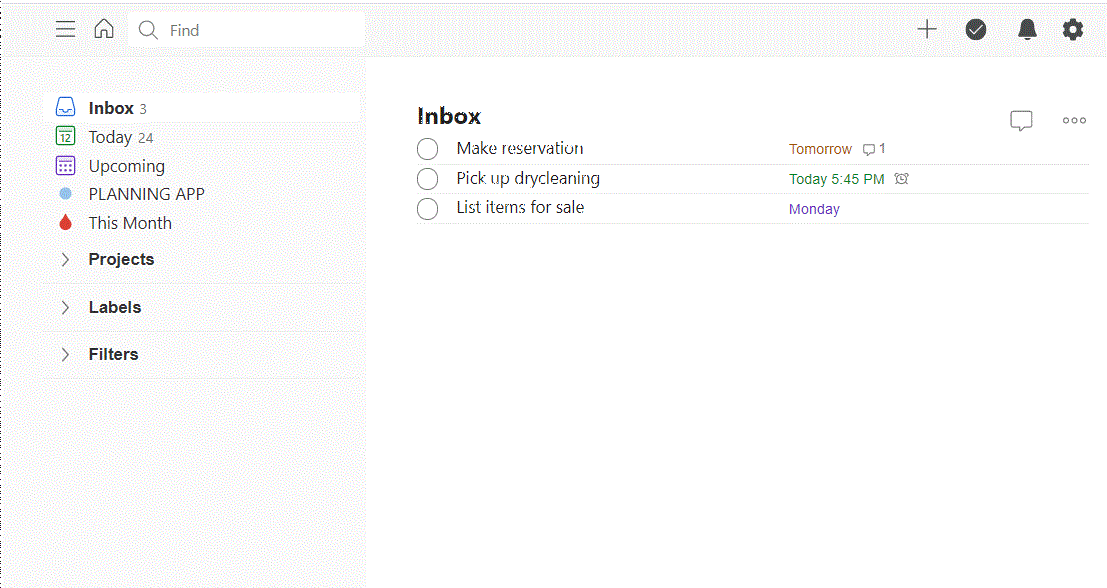 Find
Inbox 3
12 Today 24
Upcoming
PLANNING APP
This Month
Projects
Labels
Filters
Inbox
Make reservation Tomorrow 1
Pick up drycleaning Today 5:45 PM
List items for sale Monday